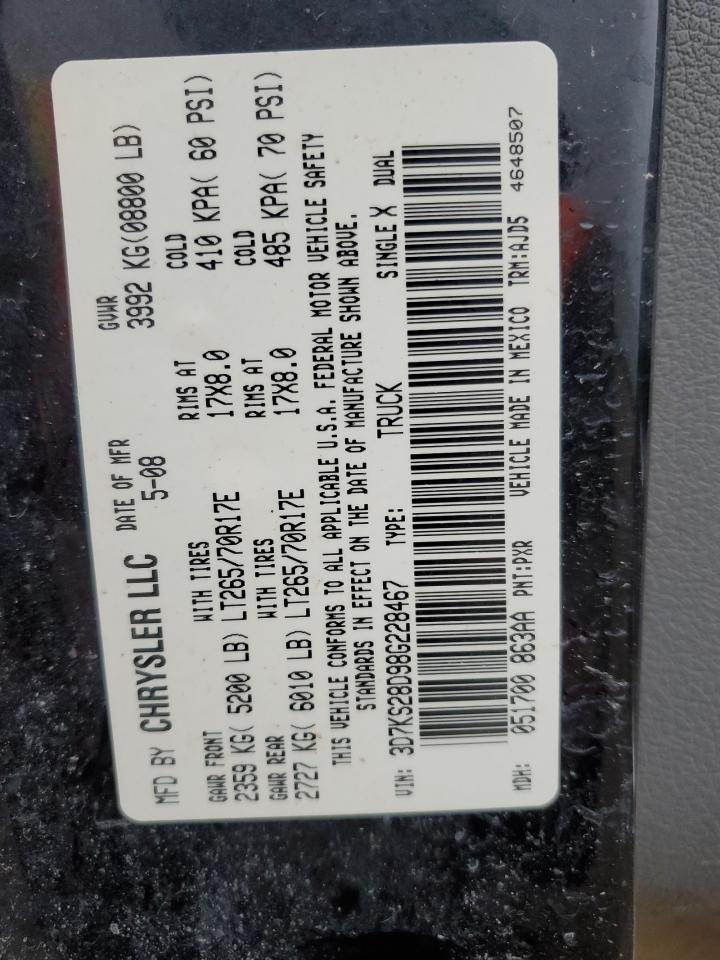 MFD BY CHRYSLER LLC DATE OF MFR 5-08 GVWR 3992 KG(08800 LB)
GAWR FRONT WITH TIRES RIMS AT COLD
2359 KG( 5200 LB) LT265/70R17E 17X8.0 410 KPA( 60 PSI)
GAWR REAR WITH TIRES RIMS AT COLD
2727 KG( 6010 LB) LT265/70R17E 17X8.0 485 KPA( 70 PSI)
THIS VEHICLE CONFORMS TO ALL APPLICABLE U.S.A. FEDERAL MOTOR VEHICLE SAFETY
STANDARDS IN EFFECT ON THE DATE OF MANUFACTURE SHOWN ABOVE.
VIN: 3D7KS28D98G228467 TYPE: TRUCK SINGLE X DUAL
MDH: 051700 863AA PNT:PXR VEHICLE MADE IN MEXICO TRM:AJD5 4648507